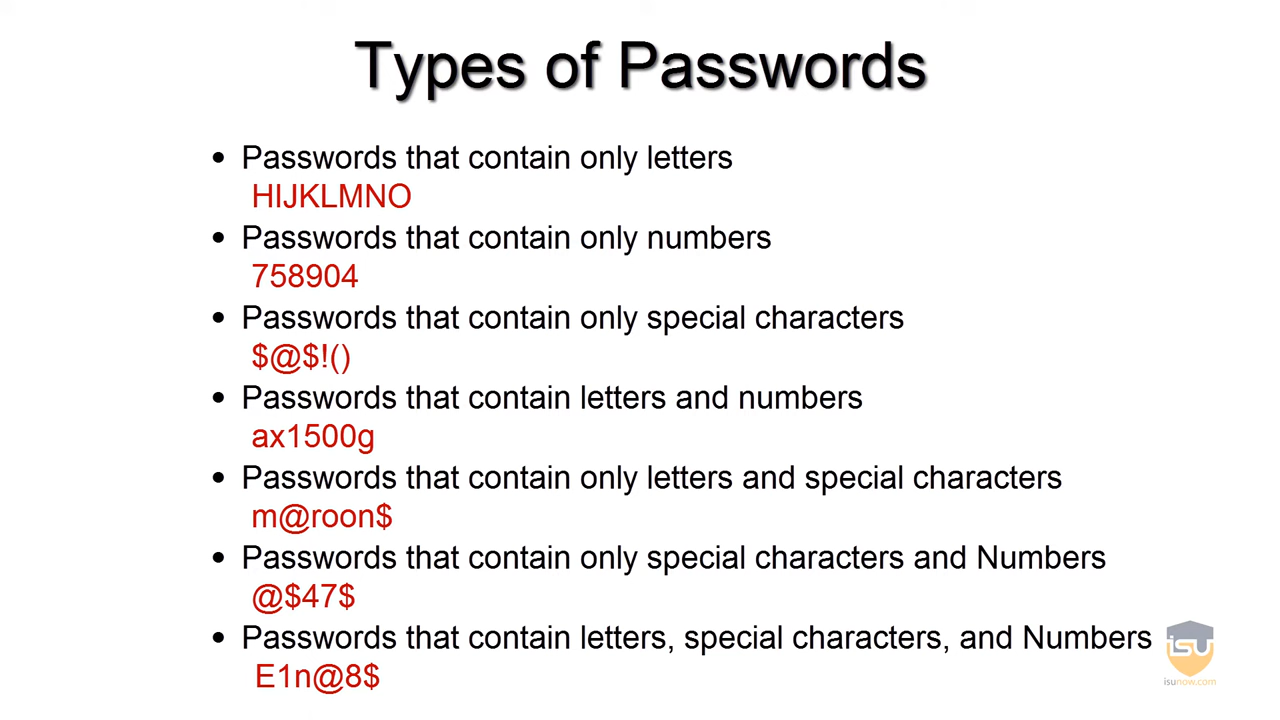 Types of Passwords
• Passwords that contain only letters
HIJKLMNO
• Passwords that contain only numbers
758904
• Passwords that contain only special characters
$@$!()
• Passwords that contain letters and numbers
ax1500g
• Passwords that contain only letters and special characters
m@roon$
• Passwords that contain only special characters and Numbers
@$47$
• Passwords that contain letters, special characters, and Numbers
E1n@8$
isu
isunow.com